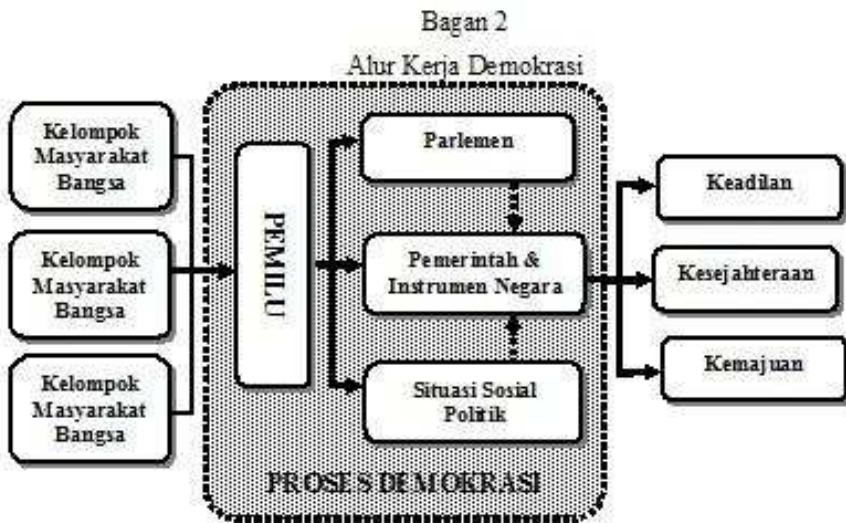 Bagan 2
Alur Kerja Demokrasi
Kelompok
Masyarakat
Bangsa
Kelompok
Masyarakat
Bangsa
Kelompok
Masyarakat
Bangsa
PEMILU
Parlemen
Pemerintah &
Instrumen Negara
Situasi Sosial
Politik
PROSES DEMOKRASI
Keadilan
Kesejahteraan
Kemajuan